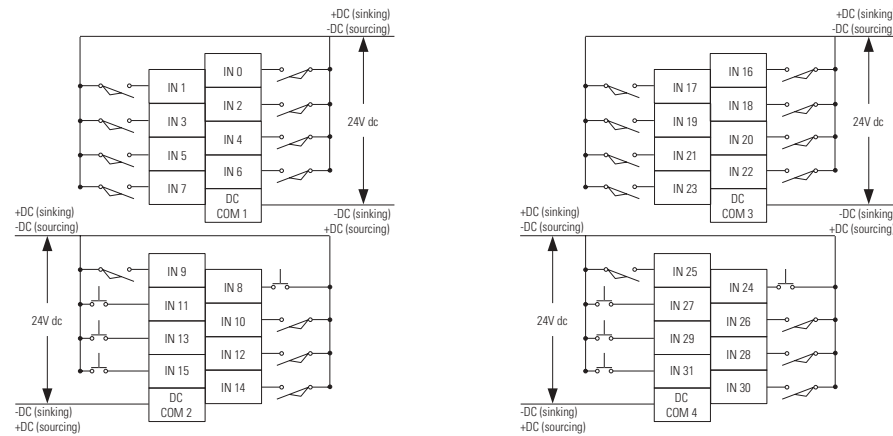 +DC (sinking)
-DC (sourcing)
IN 0
IN 1
IN 2
IN 3
IN 4
IN 5
IN 6
IN 7
DC
COM 1
24V dc
-DC (sinking)
+DC (sourcing)
+DC (sinking)
-DC (sourcing)
IN 9
IN 8
IN 11
IN 10
IN 13
IN 12
IN 15
IN 14
DC
COM 2
24V dc
-DC (sinking)
+DC (sourcing)
+DC (sinking)
-DC (sourcing)
IN 16
IN 17
IN 18
IN 19
IN 20
IN 21
IN 22
IN 23
DC
COM 3
24V dc
-DC (sinking)
+DC (sourcing)
+DC (sinking)
-DC (sourcing)
IN 25
IN 24
IN 27
IN 26
IN 29
IN 28
IN 31
IN 30
DC
COM 4
24V dc
-DC (sinking)
+DC (sourcing)